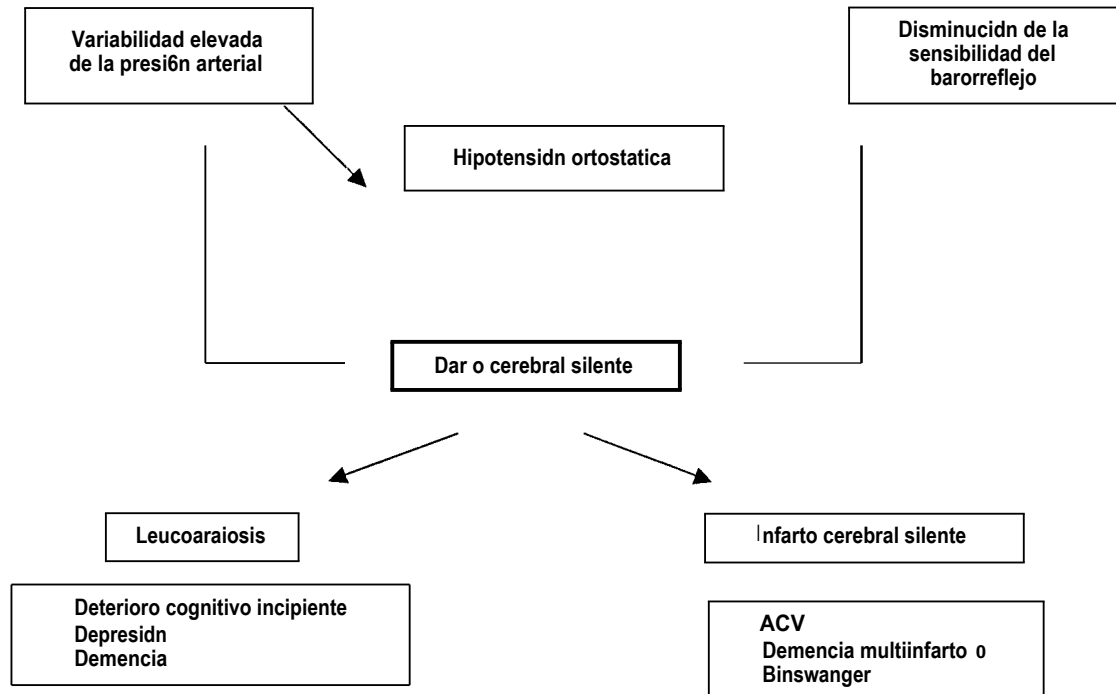 Variabilidad elevada
de la presi6n arterial
Disminucidn de la
sensibilidad del
barorreflejo
Hipotensidn ortostatica
Dar o cerebral silente
Leucoaraiosis
Infarto cerebral silente
Deterioro cognitivo incipiente
Depresidn
Demencia
ACV
Demencia multiinfarto 0
Binswanger